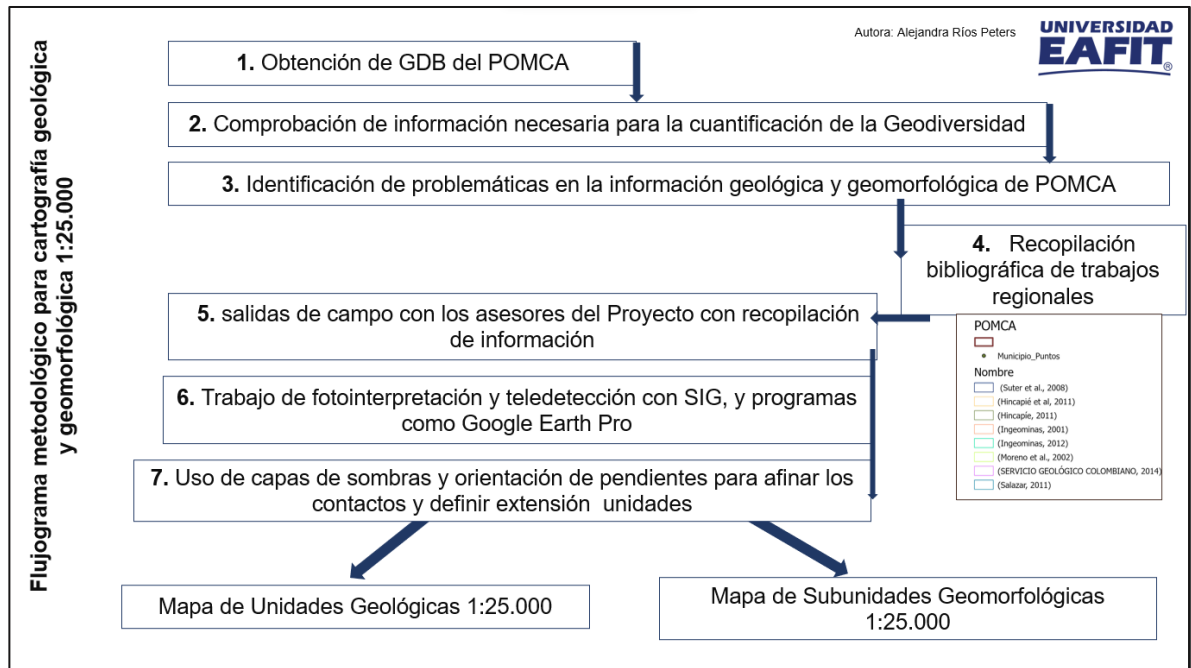 Flujograma metodológico para cartografía geológica
y geomorfológica 1:25.000
Autora: Alejandra Ríos Peters
UNIVERSIDAD
EAFIT®
1. Obtención de GDB del POMCA
2. Comprobación de información necesaria para la cuantificación de la Geodiversidad
3. Identificación de problemáticas en la información geológica y geomorfológica de POMCA
4. Recopilación
bibliográfica de trabajos
regionales
5. salidas de campo con los asesores del Proyecto con recopilación
de información
POMCA
Municipio_Puntos
Nombre
(Suter et al., 2008)
(Hincapié et al, 2011)
(Hincapíe, 2011)
(Ingeominas, 2001)
(Ingeominas, 2012)
(Moreno et al., 2002)
(SERVICIO GEOLÓGICO COLOMBIANO, 2014)
(Salazar, 2011)
6. Trabajo de fotointerpretación y teledetección con SIG, y programas
como Google Earth Pro
7. Uso de capas de sombras y orientación de pendientes para afinar los
contactos y definir extensión unidades
Mapa de Unidades Geológicas 1:25.000
Mapa de Subunidades Geomorfológicas
1:25.000